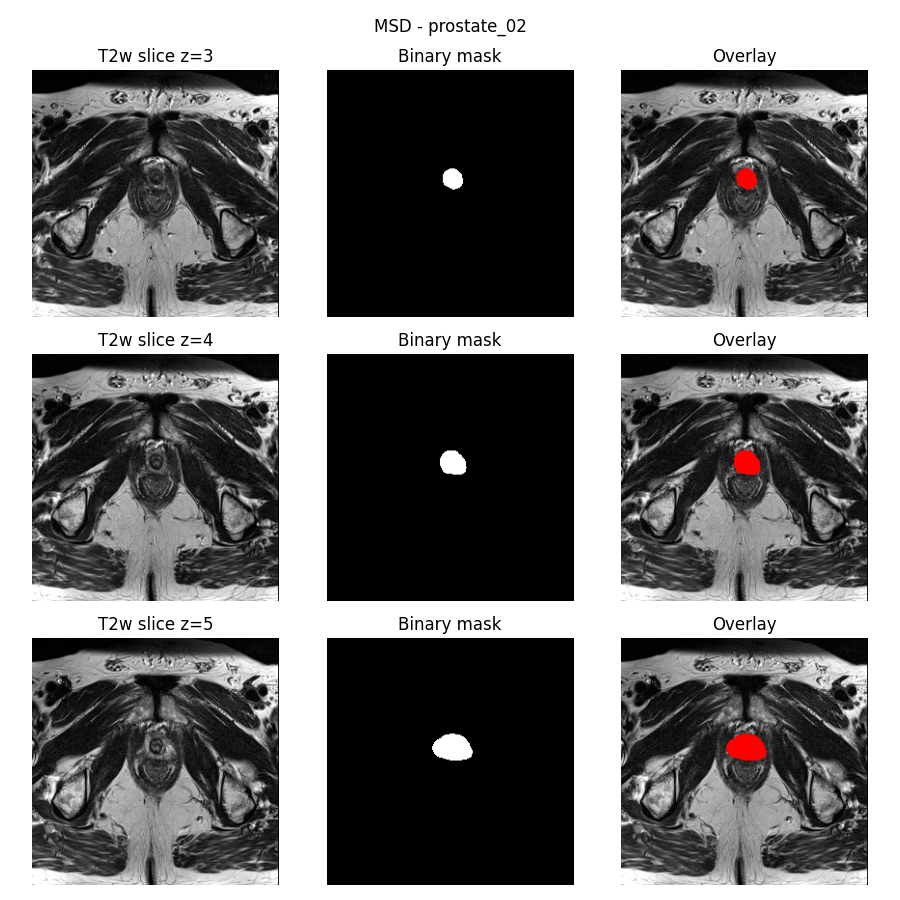 MSD - prostate_02
T2w slice z=3
Binary mask
Overlay
T2w slice z=4
Binary mask
Overlay
T2w slice z=5
Binary mask
Overlay